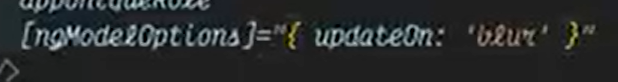 [ngModelOptions]="{ updateOn: 'blur' }"
>